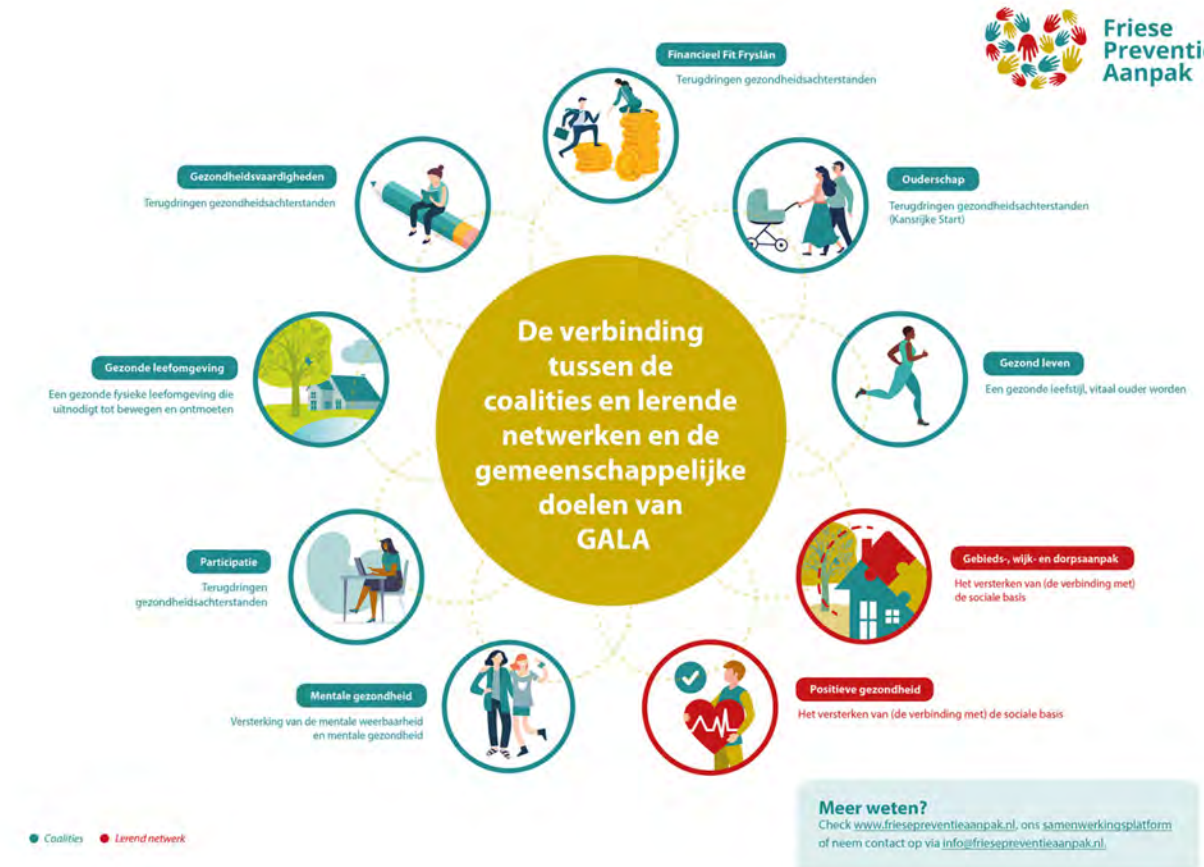 Friese
Preventie
Aanpak
Financieel Fit Fryslân
Terugdringen gezondheidsachterstanden
Gezondheidsvaardigheden
Terugdringen gezondheidsachterstanden
Ouderschap
Terugdringen gezondheidsachterstanden
(Kansrijke Start)
De verbinding
tussen de
coalities en lerende
netwerken en de
gemeenschappelijke
doelen van
GALA
Gezonde leefomgeving
Een gezonde fysieke leefomgeving die
uitnodigt tot bewegen en ontmoeten
Gezond leven
Een gezonde leefstijl, vitaal ouder worden
Participatie
Terugdringen
gezondheidsachterstanden
Gebieds-, wijk- en dorpsaanpak
Het versterken van (de verbinding met)
de sociale basis
Mentale gezondheid
Versterking van de mentale weerbaarheid
en mentale gezondheid
Positieve gezondheid
Het versterken van (de verbinding met) de sociale basis
Coalities
Lerend netwerk
Meer weten?
Check www.friesepreventieaanpak.nl, ons samenwerkingsplatform
of neem contact op via info@friesepreventieaanpak.nl.